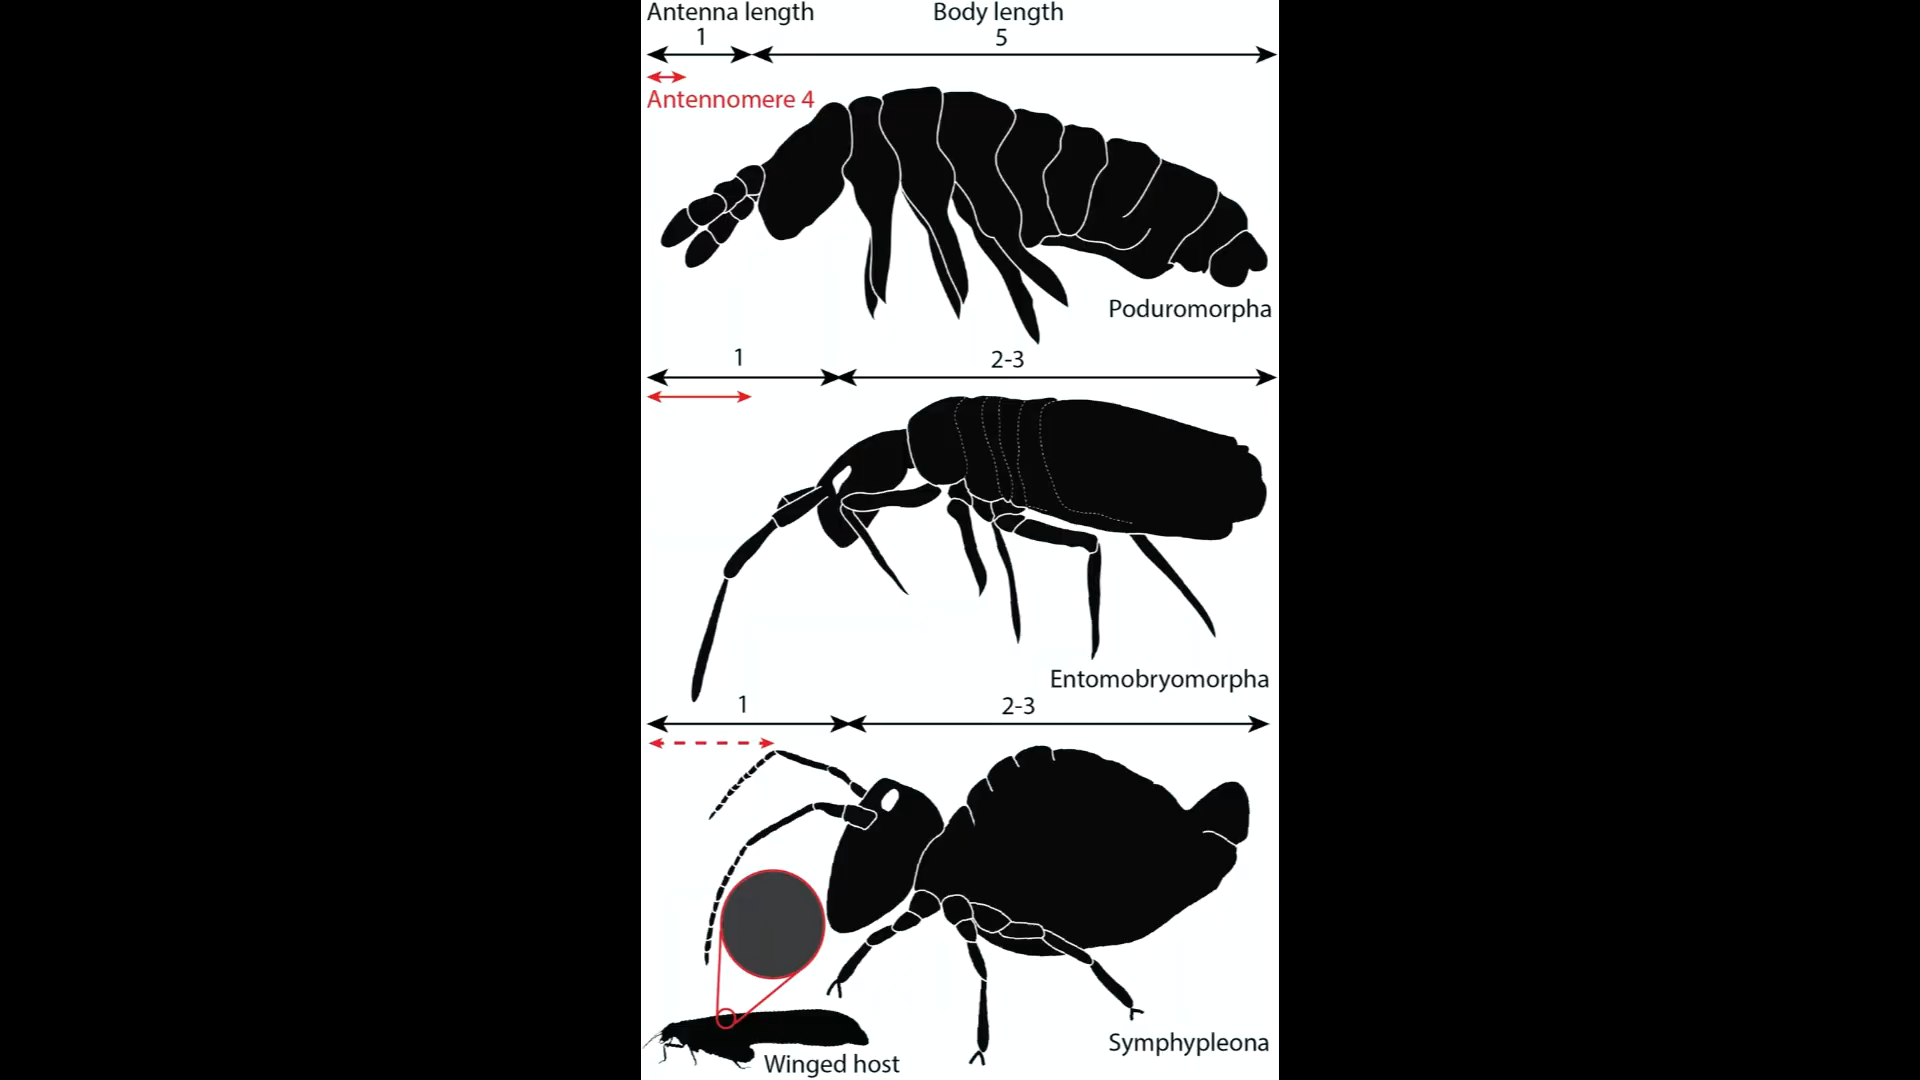 Antenna length Body length
1 5
Antennomere 4
Poduromorpha
1 2-3
Entomobryomorpha
1 2-3
Symphypleona
Winged host